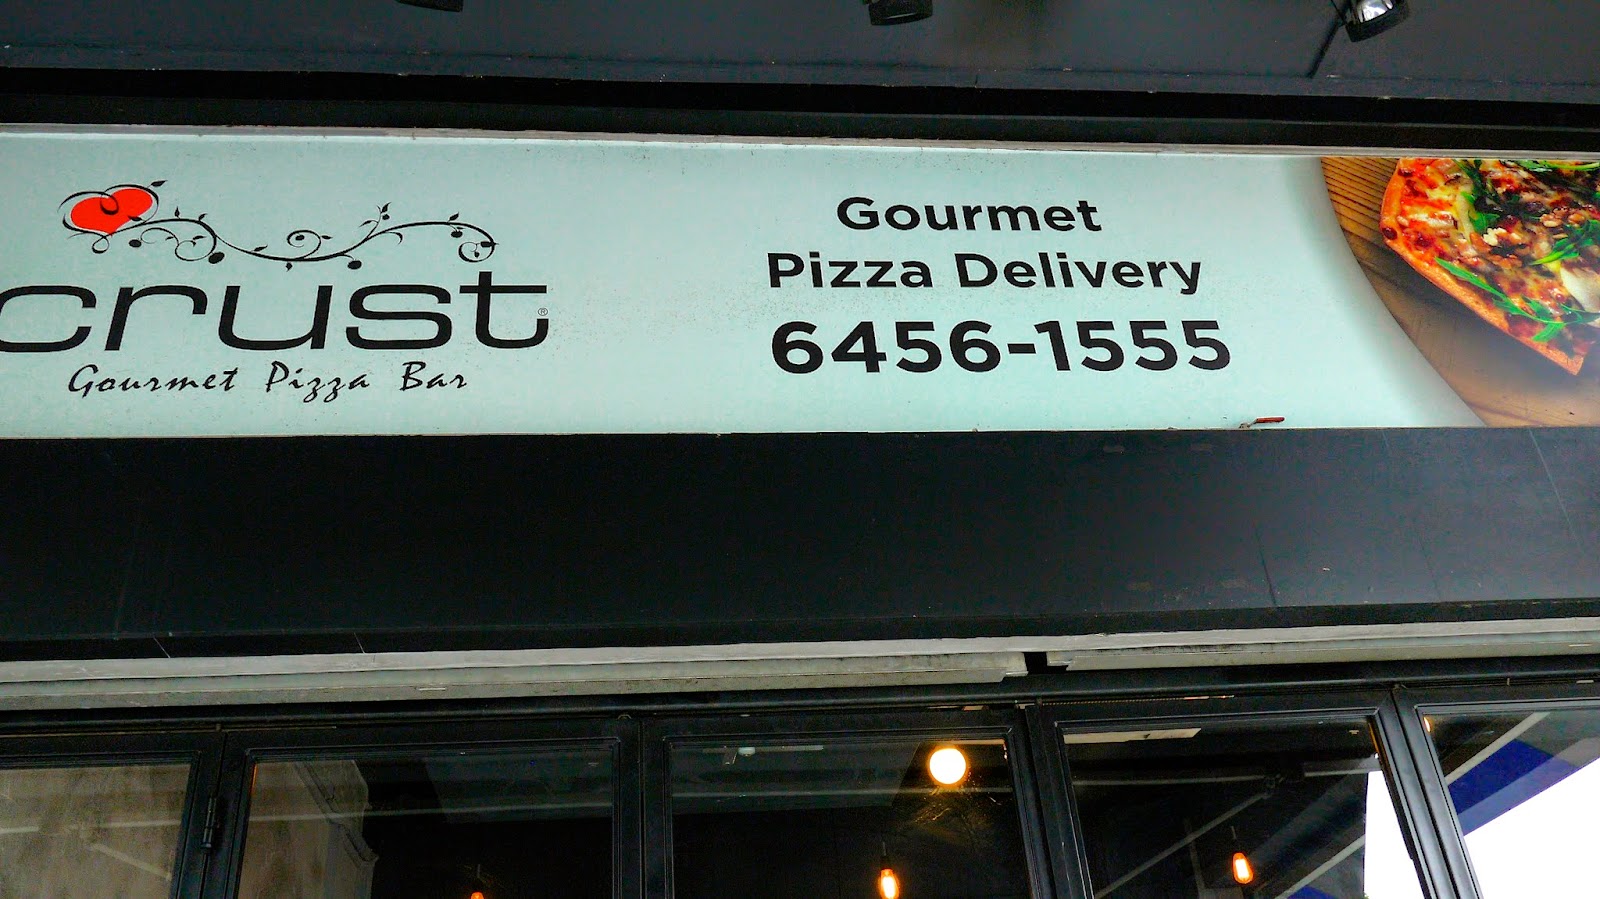 crust®
Gourmet Pizza Bar
Gourmet
Pizza Delivery
6456-1555